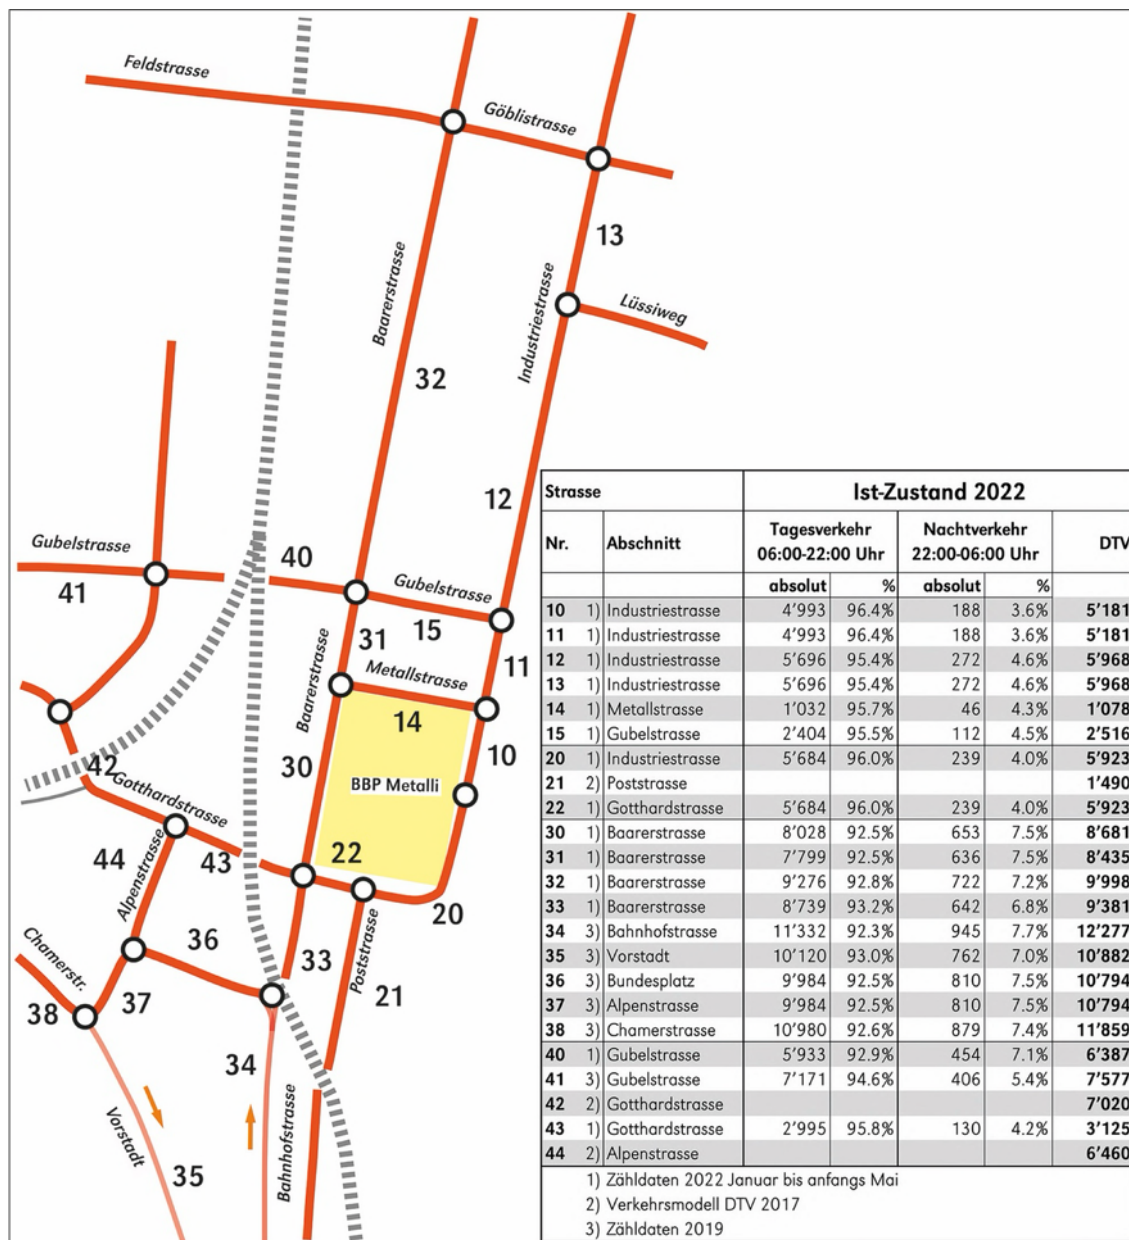 Feldstrasse
Göblistrasse
13
Baarerstrasse
Industriestrasse
Lüssiweg
32
12
Gubelstrasse
40
41
Gubelstrasse
15
31
11
Baarerstrasse
Metallstrasse
14
10
30
42
Gotthardstrasse
BBP Metalli
44
43
22
Alpenstrasse
20
36
33
Poststrasse
21
Chamerstr.
37
38
34
Vorstadt
35
Bahnhofstrasse
Strasse Ist-Zustand 2022
Nr. Abschnitt Tagesverkehr 06:00-22:00 Uhr Nachtverkehr 22:00-06:00 Uhr DTV
absolut % absolut %
10 1) Industriestrasse 4’993 96.4% 188 3.6% 5’181
11 1) Industriestrasse 4’993 96.4% 188 3.6% 5’181
12 1) Industriestrasse 5’696 95.4% 272 4.6% 5’968
13 1) Industriestrasse 5’696 95.4% 272 4.6% 5’968
14 1) Metallstrasse 1’032 95.7% 46 4.3% 1’078
15 1) Gubelstrasse 2’404 95.5% 112 4.5% 2’516
20 1) Industriestrasse 5’684 96.0% 239 4.0% 5’923
21 2) Poststrasse 1’490
22 1) Gotthardstrasse 5’684 96.0% 239 4.0% 5’923
30 1) Baarerstrasse 8’028 92.5% 653 7.5% 8’681
31 1) Baarerstrasse 7’799 92.5% 636 7.5% 8’435
32 1) Baarerstrasse 9’276 92.8% 722 7.2% 9’998
33 1) Baarerstrasse 8’739 93.2% 642 6.8% 9’381
34 3) Bahnhofstrasse 11’332 92.3% 945 7.7% 12’277
35 3) Vorstadt 10’120 93.0% 762 7.0% 10’882
36 3) Bundesplatz 9’984 92.5% 810 7.5% 10’794
37 3) Alpenstrasse 9’984 92.5% 810 7.5% 10’794
38 3) Chamerstrasse 10’980 92.6% 879 7.4% 11’859
40 1) Gubelstrasse 5’933 92.9% 454 7.1% 6’387
41 3) Gubelstrasse 7’171 94.6% 406 5.4% 7’577
42 2) Gotthardstrasse 7’020
43 1) Gotthardstrasse 2’995 95.8% 130 4.2% 3’125
44 2) Alpenstrasse 6’460
1) Zähldaten 2022 Januar bis anfangs Mai
2) Verkehrsmodell DTV 2017
3) Zähldaten 2019